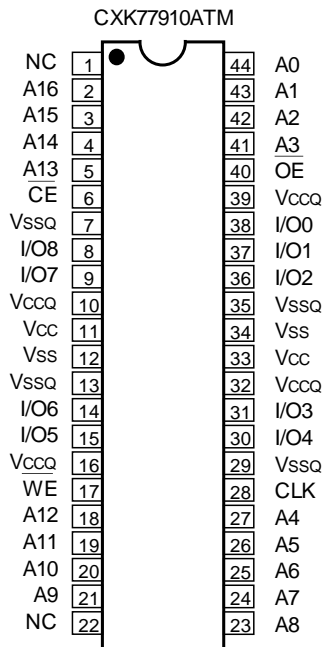 CXK77910ATM
NC 1 44 A0
A16 2 43 A1
A15 3 42 A2
A14 4 41 A3
A13 5 40 OE
CE 6 39 VCCQ
VSSQ 7 38 I/O0
I/O8 8 37 I/O1
I/O7 9 36 I/O2
VCCQ 10 35 VSSQ
VCC 11 34 VSS
VSS 12 33 VCC
VSSQ 13 32 VCCQ
I/O6 14 31 I/O3
I/O5 15 30 I/O4
VCCQ 16 29 VSSQ
WE 17 28 CLK
A12 18 27 A4
A11 19 26 A5
A10 20 25 A6
A9 21 24 A7
NC 22 23 A8